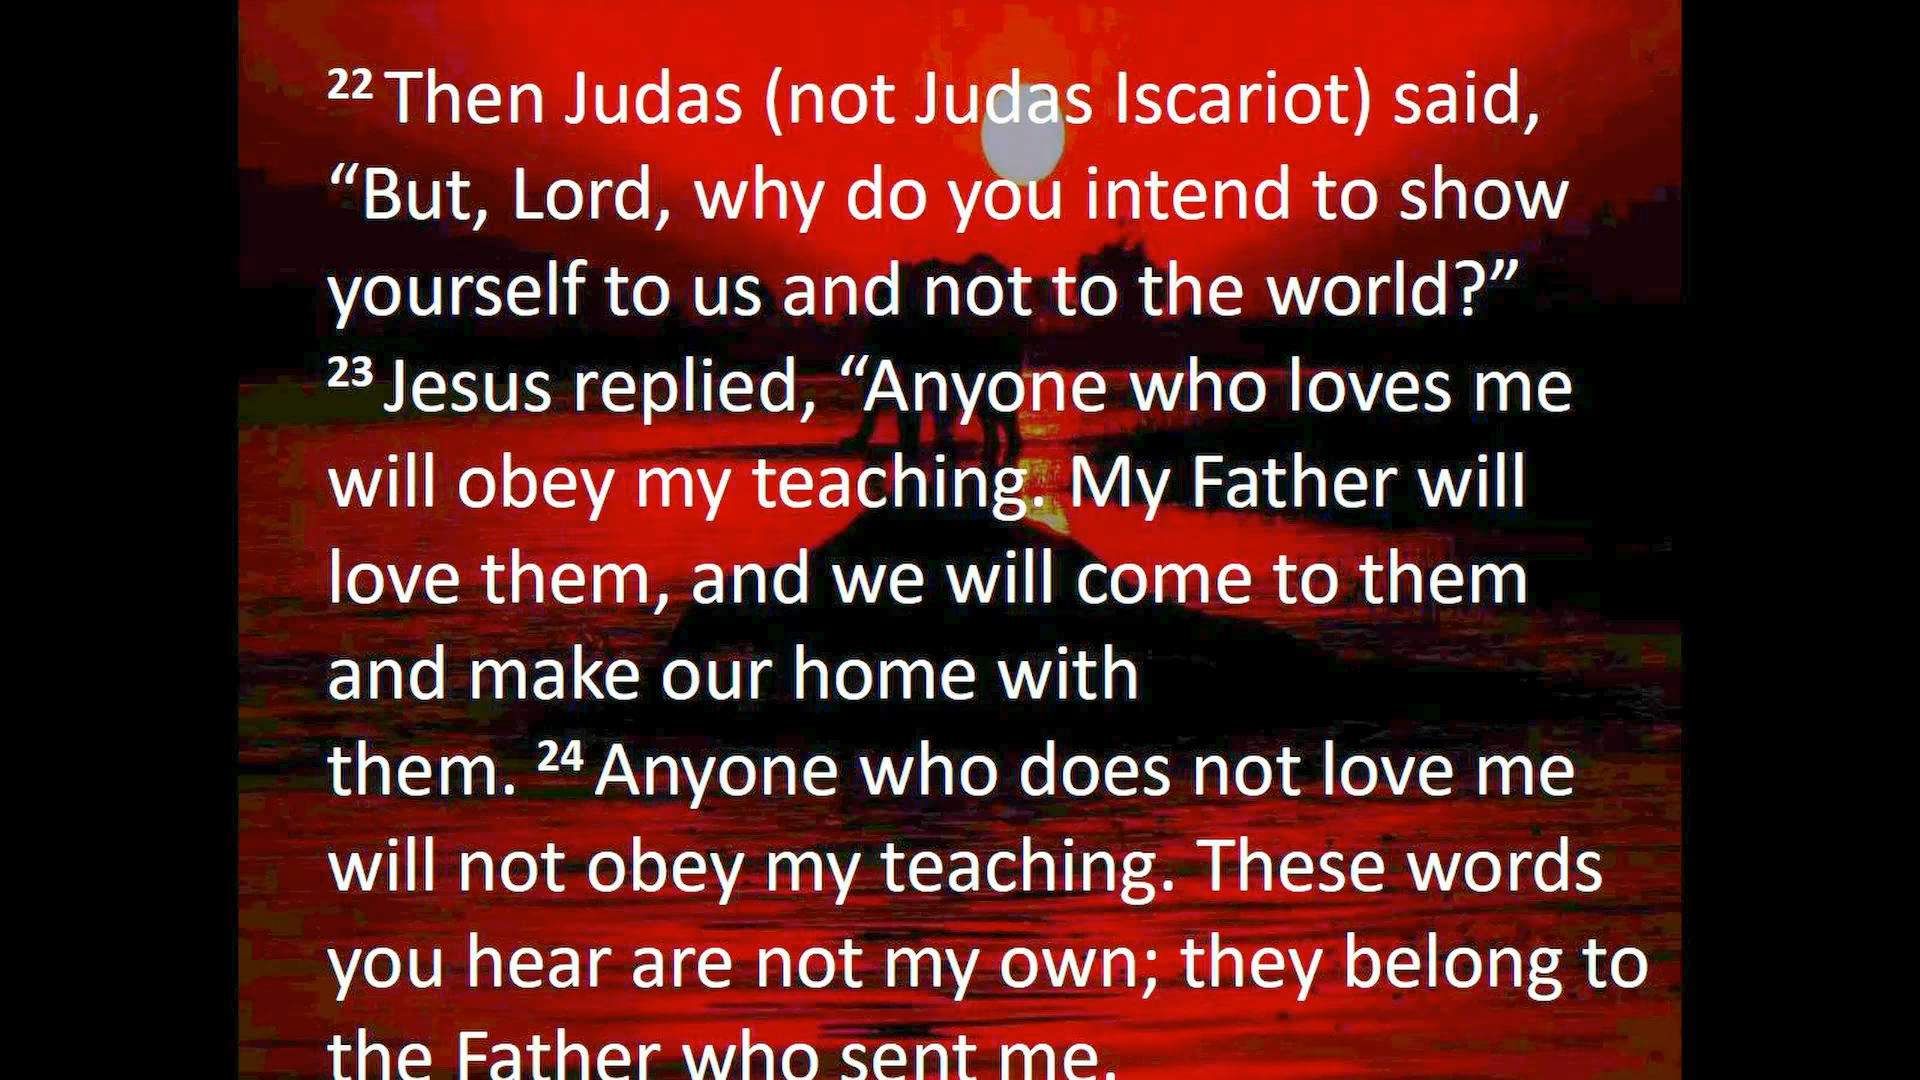 22 Then Judas (not Judas Iscariot) said,
“But, Lord, why do you intend to show
yourself to us and not to the world?”
23 Jesus replied, “Anyone who loves me
will obey my teaching. My Father will
love them, and we will come to them
and make our home with
them. 24 Anyone who does not love me
will not obey my teaching. These words
you hear are not my own; they belong to
the Father who sent me.